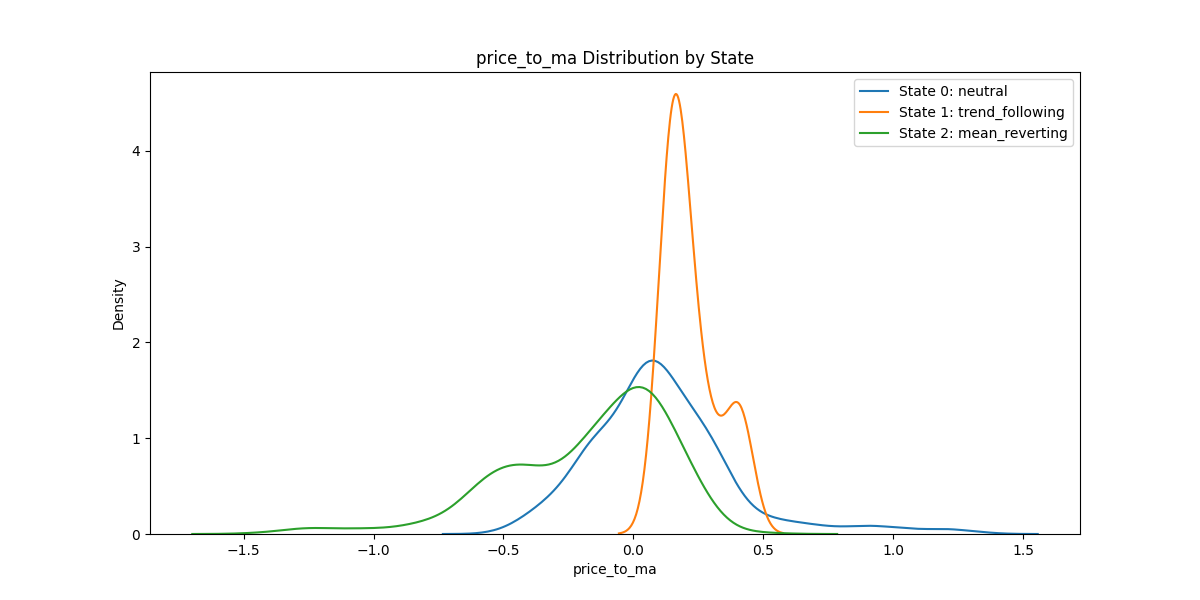 price_to_ma Distribution by State
State 0: neutral
State 1: trend_following
State 2: mean_reverting
Density
4
3
2
1
0
−1.5 −1.0 −0.5 0.0 0.5 1.0 1.5
price_to_ma